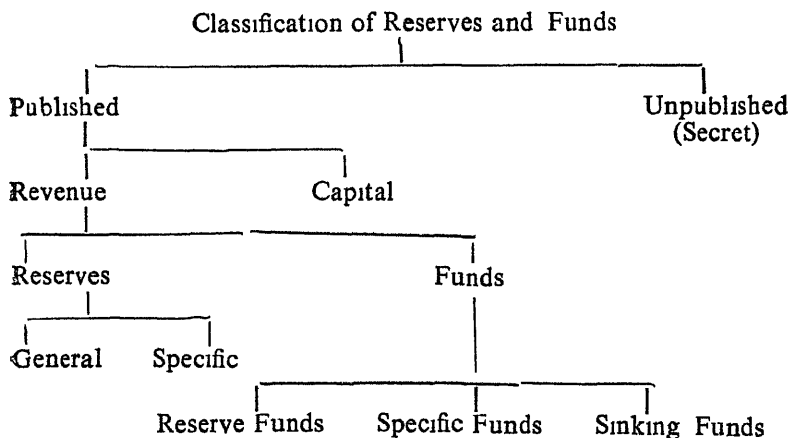 Classification of Reserves and Funds
Published Unpublished
(Secret)
Revenue Capital
Reserves Funds
General Specific
Reserve Funds Specific Funds Sinking Funds